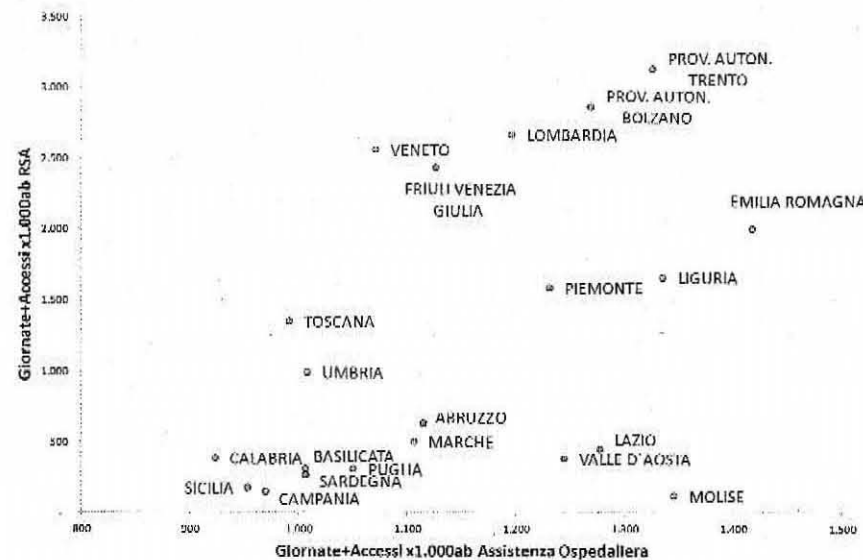 3.500
PROV. AUTON.
TRENTO
3.000
PROV. AUTON.
BOLZANO
LOMBARDIA
VENETO
2.500
FRIULI VENEZIA
GIULIA
EMILIA ROMAGNA
2.000
LIGURIA
PIEMONTE
1.500
TOSCANA
1.000
UMBRIA
ABRUZZO
MARCHE
500
LAZIO
CALABRIA
BASILICATA
PUGLIA
VALLE D'AOSTA
SARDEGNA
SICILIA
CAMPANIA
MOLISE
800
900
1.000
1.100
1.200
1.300
1.400
1.500
Giornate+Accessi x1.000ab RSA
Giornate+Accessi x1.000ab Assistenza Ospedaliera